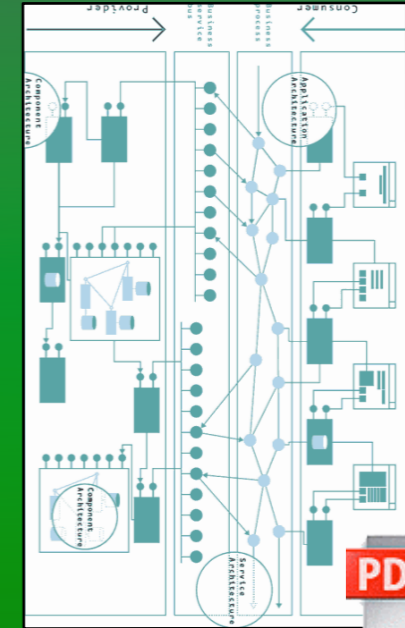 Provider
Business
service
bus
Business
process
Consumer
Component
Architecture
Application
Architecture
Component
Architecture
Service
Architecture
PD